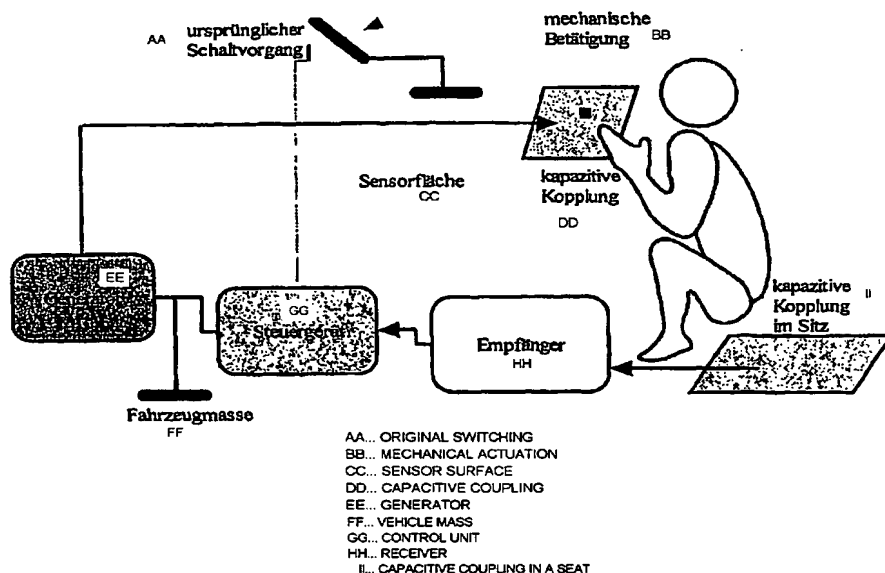 AA
ursprünglicher
Schaltvorgang
mechanische
Betätigung BB
Sensorfläche
CC
kapazitive
Kopplung
DD
EE
GG
Steuergerät
Empfänger
HH
kapazitive II
Kopplung
im Sitz
Fahrzeugmasse
FF
AA... ORIGINAL SWITCHING
BB... MECHANICAL ACTUATION
CC... SENSOR SURFACE
DD... CAPACITIVE COUPLING
EE... GENERATOR
FF... VEHICLE MASS
GG... CONTROL UNIT
HH... RECEIVER
II... CAPACITIVE COUPLING IN A SEAT